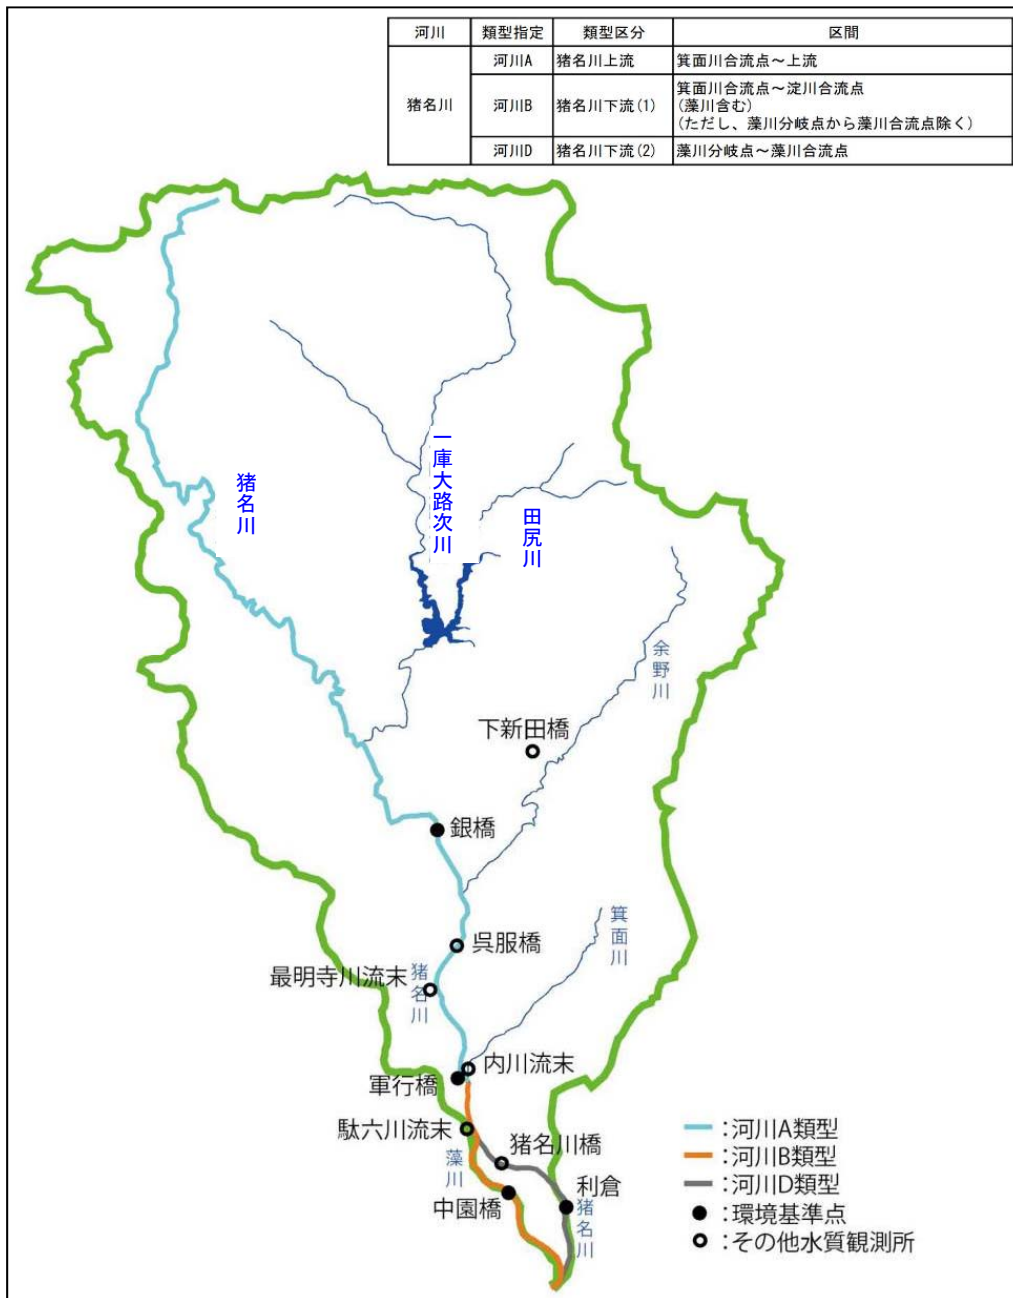 河川 類型指定 類型区分 区間
猪名川
河川A 猪名川上流 箕面川合流点～上流
河川B 猪名川下流(1) 箕面川合流点～淀川合流点
(藻川含む)
(ただし、藻川分岐点から藻川合流点除く)
河川D 猪名川下流(2) 藻川分岐点～藻川合流点
猪名川
一庫大路次川
田尻川
余野川
下新田橋
銀橋
箕面川
呉服橋
最明寺川流末
猪名川
内川流末
軍行橋
駄六川流末
猪名川橋
藻川
中園橋
利倉
猪名川
：河川A類型
：河川B類型
：河川D類型
：環境基準点
：その他水質観測所